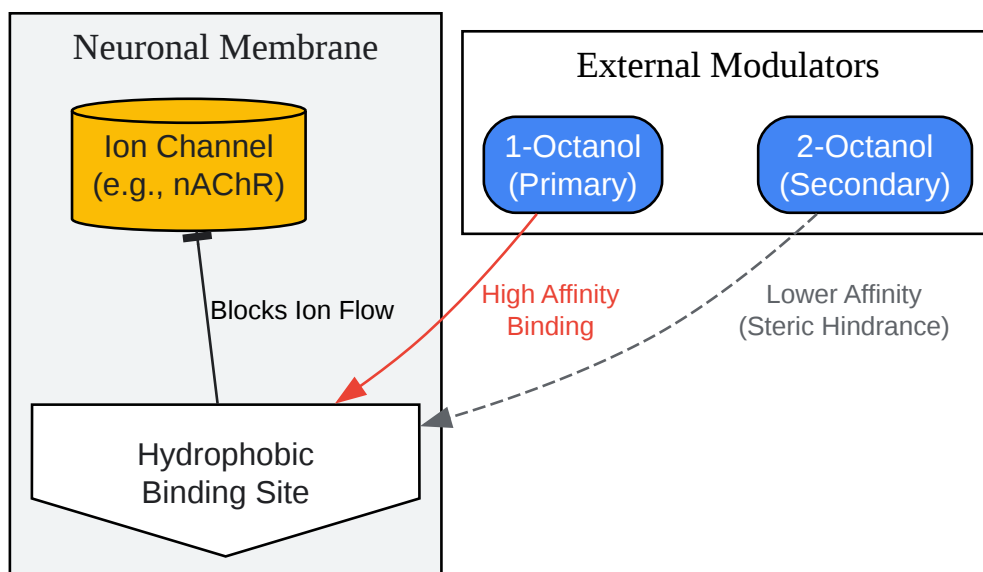 Neuronal Membrane
Ion Channel
(e.g., nAChR)
Blocks Ion Flow
Hydrophobic
Binding Site
External Modulators
1-Octanol
(Primary)
2-Octanol
(Secondary)
High Affinity
Binding
Lower Affinity
(Steric Hindrance)